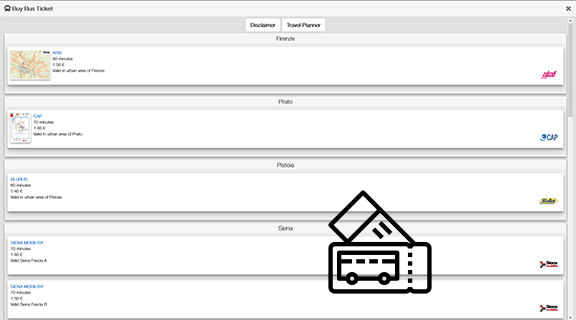 Buy Bus Ticket
Disclaimer Travel Planner
Firenze
ATAF
90 minutes
1.50 €
Valid in urban area of Firenze
ataf
Prato
CAP
70 minutes
1.40 €
Valid in urban area of Prato
CAP
Pistoia
BLUBUS
60 minutes
1.40 €
Valid in urban area of Pistoia
Siena
SIENA MOBILITA'
70 minutes
1.40 €
Valid Siena Fascia A
Siena
SIENA MOBILITA'
70 minutes
1.50 €
Valid Siena Fascia B
Siena